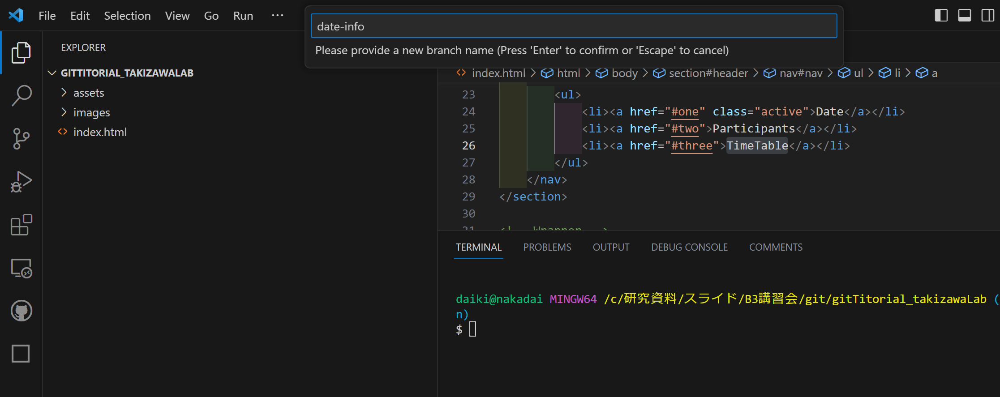 File Edit Selection View Go Run ···
date-info
Please provide a new branch name (Press 'Enter' to confirm or 'Escape' to cancel)
EXPLORER
GITTITORIAL_TAKIZAWALAB
assets
images
index.html
index.html > html > body > section#header > nav#nav > ul > li > a
23 <ul>
24 <li><a href="#one" class="active">Date</a></li>
25 <li><a href="#two">Participants</a></li>
26 <li><a href="#three">TimeTable</a></li>
27 </ul>
28 </nav>
29 </section>
30
31
TERMINAL PROBLEMS OUTPUT DEBUG CONSOLE COMMENTS
daiki@nakadai MINGW64 /c/研究資料/スライド/B3講習会/git/gitTitorial_takizawaLab (
n)
$